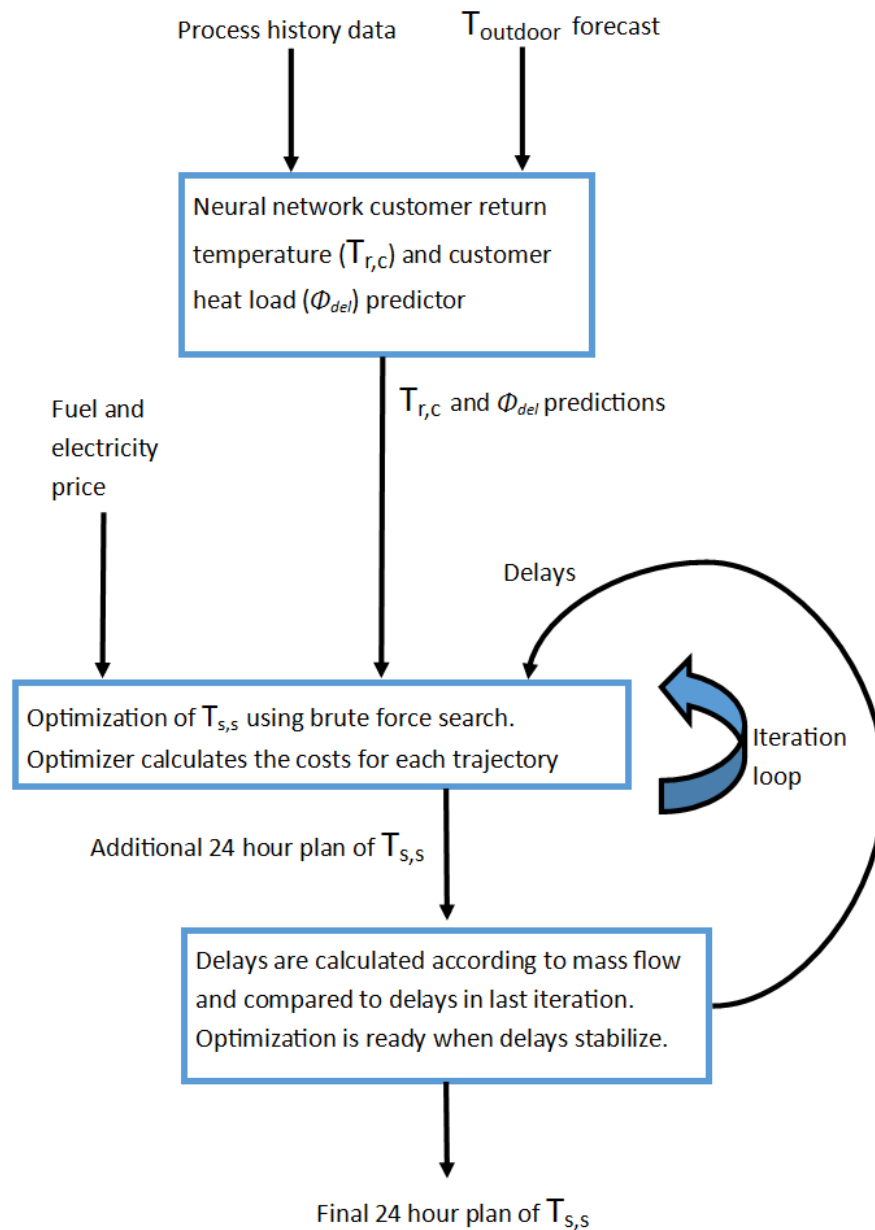 Process history data
Toutdoor forecast
Neural network customer return
temperature (Tr,c) and customer
heat load (Φdel) predictor
Tr,c and Φdel predictions
Fuel and
electricity
price
Delays
Optimization of Ts,s using brute force search.
Optimizer calculates the costs for each trajectory
Iteration
loop
Additional 24 hour plan of Ts,s
Delays are calculated according to mass flow
and compared to delays in last iteration.
Optimization is ready when delays stabilize.
Final 24 hour plan of Ts,s